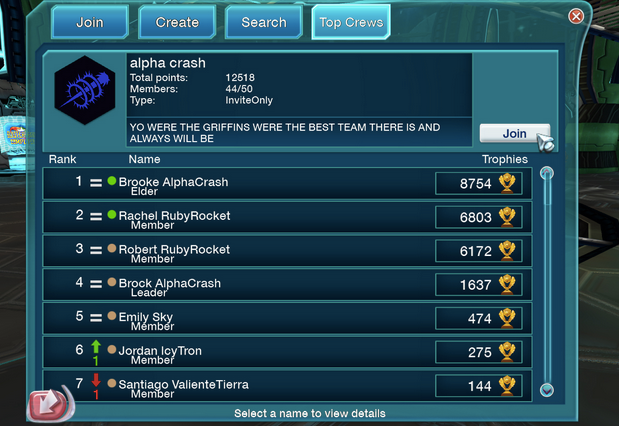 Join Create Search Top Crews
alpha crash
Total points: 12518
Members: 44/50
Type: InviteOnly
YO WERE THE GRIFFINS WERE THE BEST TEAM THERE IS AND
ALWAYS WILL BE
Join
Rank Name Trophies
1 = Brooke AlphaCrash 8754
Elder
2 = Rachel RubyRocket 6803
Member
3 = Robert RubyRocket 6172
Member
4 = Brock AlphaCrash 1637
Leader
5 = Emily Sky 474
Member
6 1 Jordan IcyTron 275
Member
7 1 Santiago ValienteTierra 144
Member
Select a name to view details